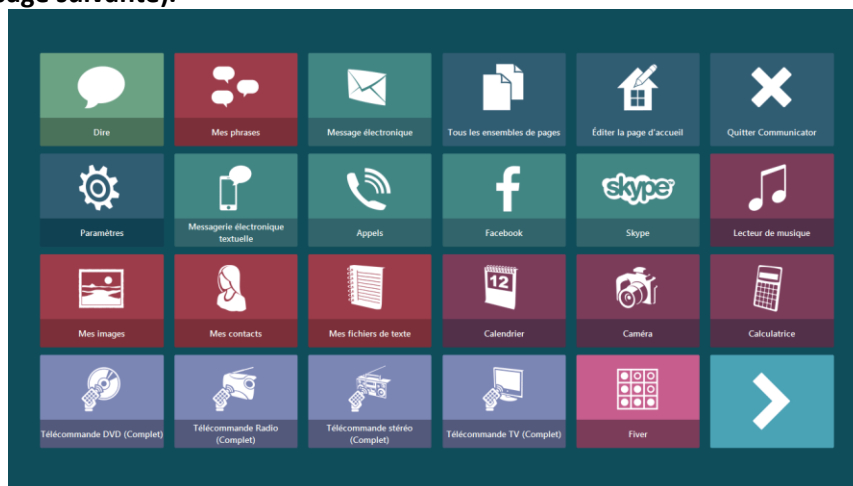 page suivante).
Dire
Mes phrases
Message électronique
Tous les ensembles de pages
Éditer la page d'accueil
Quitter Communicator
Paramètres
Messagerie électronique
textuelle
Appels
Facebook
skype
Skype
Lecteur de musique
Mes images
Mes contacts
Mes fichiers de texte
12
Calendrier
Caméra
Calculatrice
Télécommande DVD (Complet)
Télécommande Radio
(Complet)
Télécommande stéréo
(Complet)
Télécommande TV (Complet)
Fiver